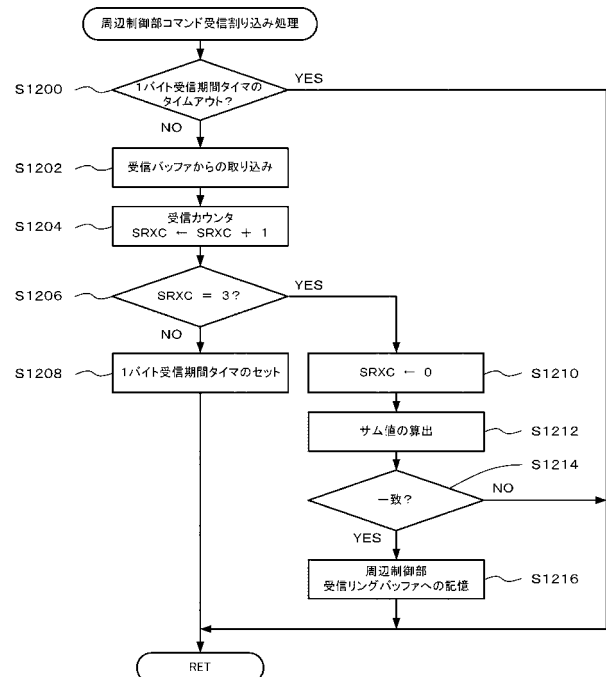 周辺制御部コマンド受信割り込み処理
S1200
1バイト受信期間タイマの
タイムアウト?
YES
NO
S1202
受信バッファからの取り込み
S1204
受信カウンタ
SRXC ← SRXC + 1
S1206
SRXC = 3?
YES
NO
S1208
1バイト受信期間タイマのセット
SRXC ← 0
S1210
サム値の算出
S1212
S1214
一致?
NO
YES
周辺制御部
受信リングバッファへの記憶
S1216
RET